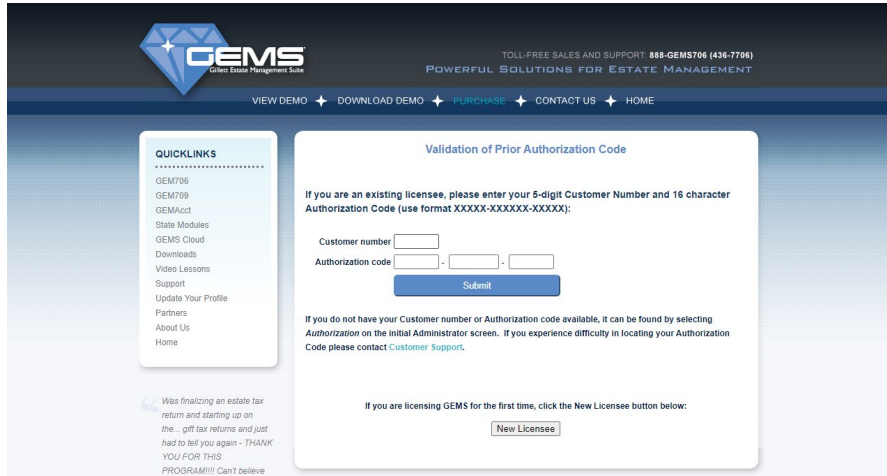 GEMS
Gillett Estate Management Suite
TOLL-FREE SALES AND SUPPORT: 888-GEMS706 (436-7706)
POWERFUL SOLUTIONS FOR ESTATE MANAGEMENT
VIEW DEMO DOWNLOAD DEMO PURCHASE CONTACT US HOME
QUICKLINKS
GEM706
GEM709
GEMAcct
State Modules
GEMS Cloud
Downloads
Video Lessons
Support
Update Your Profile
Partners
About Us
Home
“ Was finalizing an estate tax
return and starting up on
the... gift tax returns and just
had to tell you again - THANK
YOU FOR THIS
PROGRAM!!!! Can't believe
Validation of Prior Authorization Code
If you are an existing licensee, please enter your 5-digit Customer Number and 16 character
Authorization Code (use format XXXXX-XXXXXX-XXXXX):
Customer number
Authorization code - -
Submit
If you do not have your Customer number or Authorization code available, it can be found by selecting
Authorization on the initial Administrator screen. If you experience difficulty in locating your Authorization
Code please contact Customer Support.
If you are licensing GEMS for the first time, click the New Licensee button below:
New Licensee